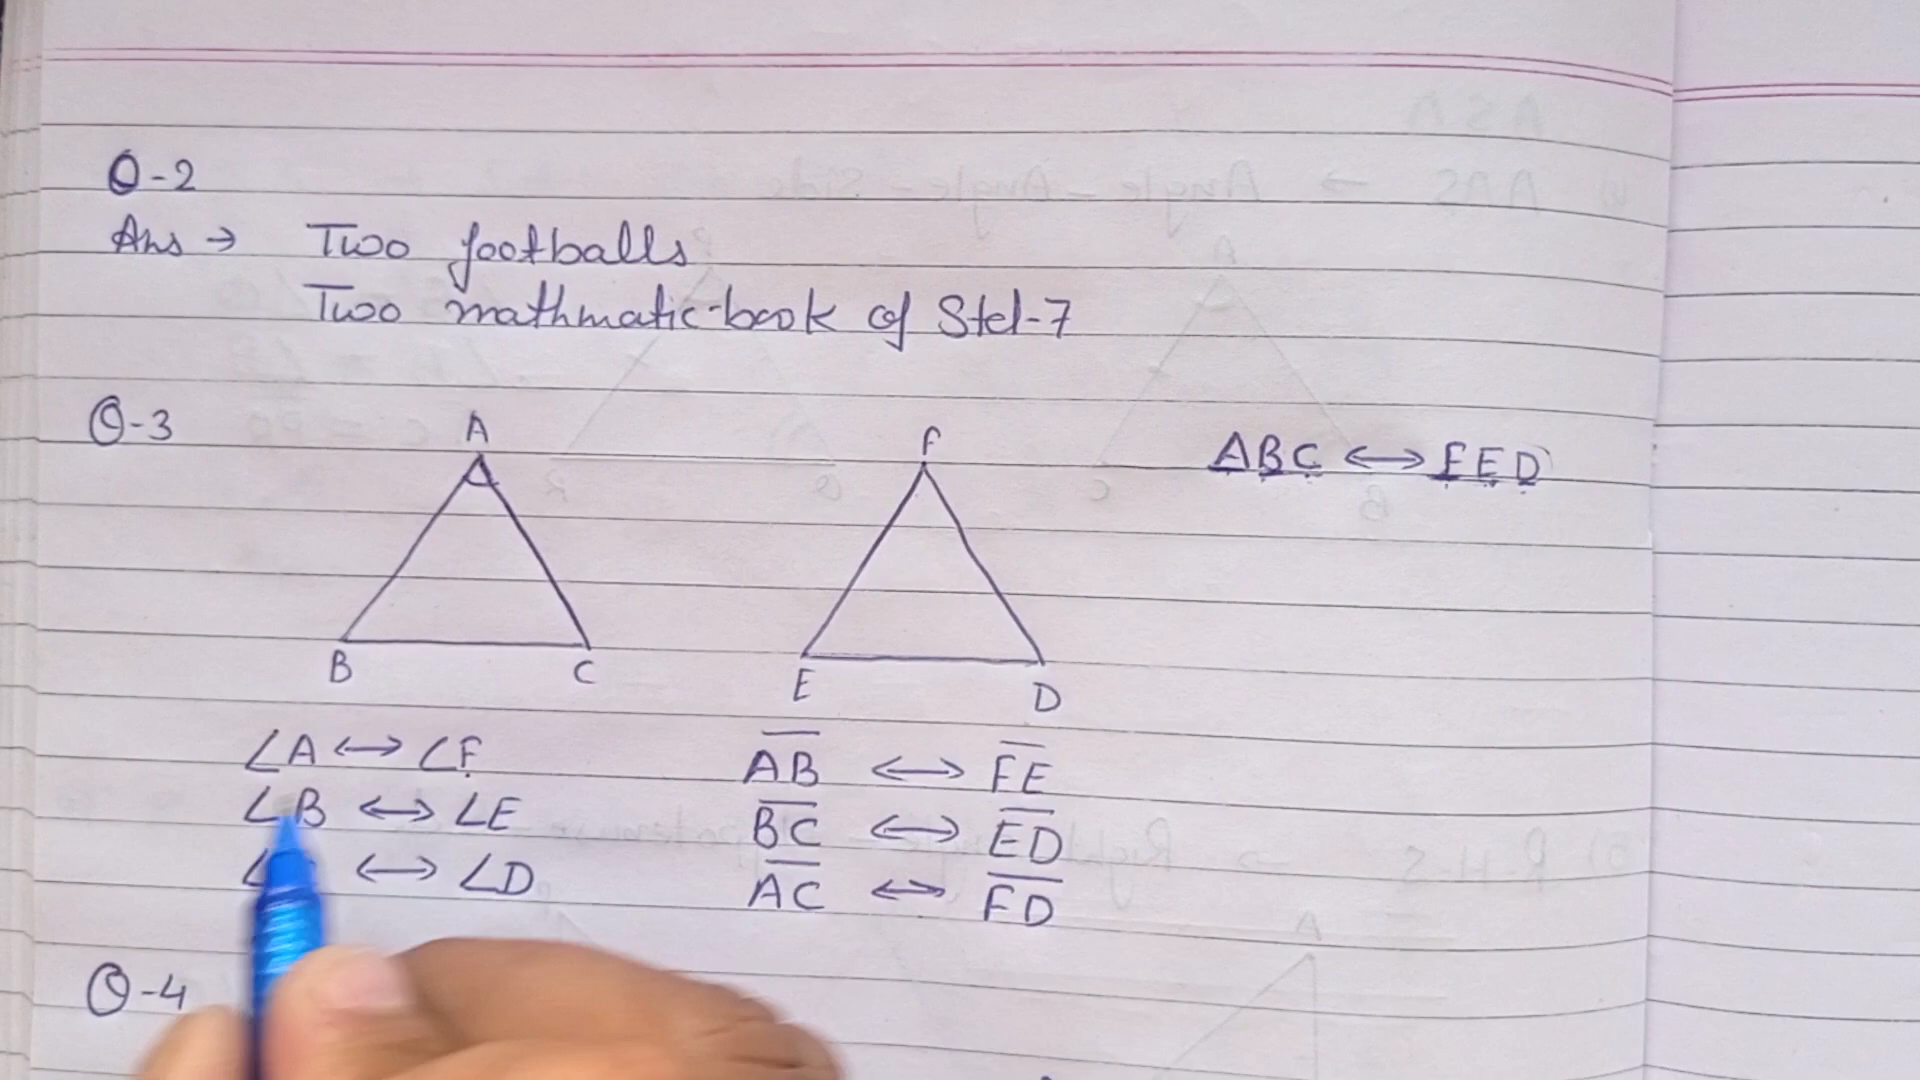 Q-2
Ans → Two footballs
Two mathmatic-book of Std-7
Q-3
A
F
ABC ↔ FED
B
C
E
D
∠A ↔ ∠F
∠B ↔ ∠E
∠ ↔ ∠D
AB ↔ FE
BC ↔ ED
AC ↔ FD
Q-4